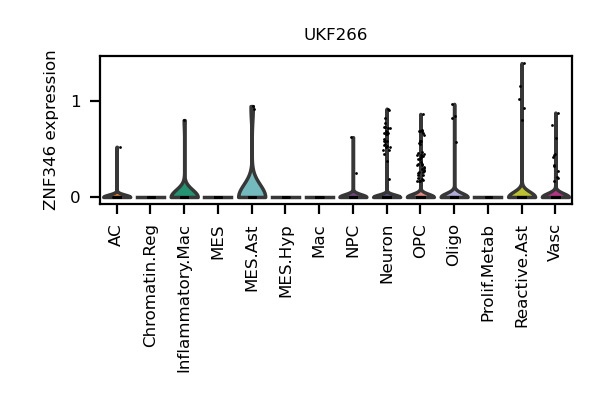 UKF266
ZNF346 expression
1
0
AC
Chromatin.Reg
Inflammatory.Mac
MES
MES.Ast
MES.Hyp
Mac
NPC
Neuron
OPC
Oligo
Prolif.Metab
Reactive.Ast
Vasc